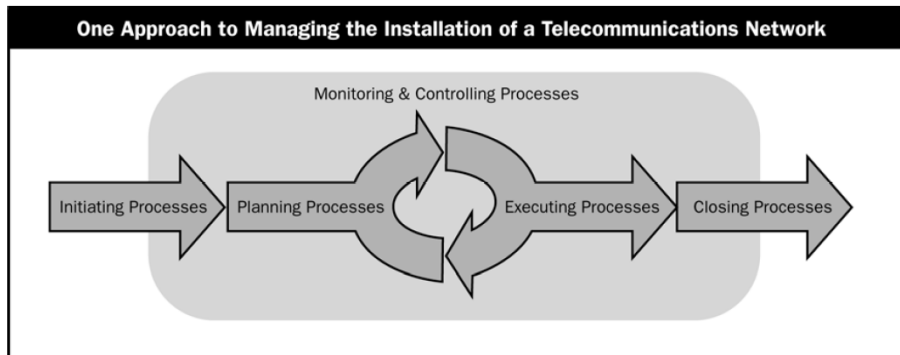 One Approach to Managing the Installation of a Telecommunications Network
Monitoring & Controlling Processes
Initiating Processes
Planning Processes
Executing Processes
Closing Processes